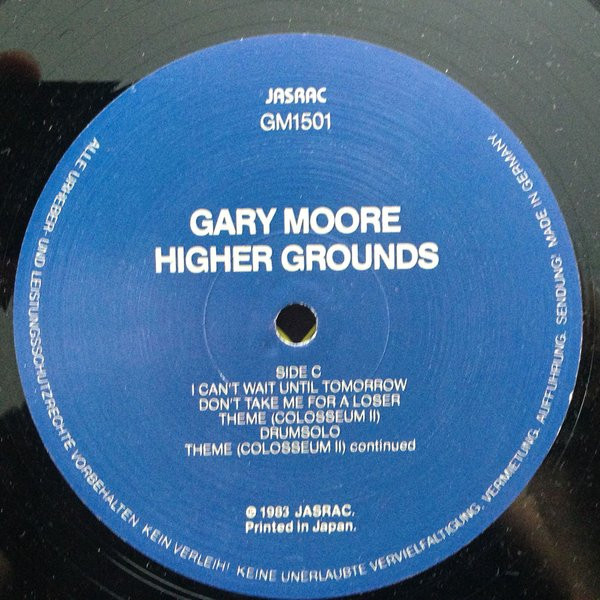 JASRAC
GM1501
GARY MOORE
HIGHER GROUNDS
SIDE C
I CAN'T WAIT UNTIL TOMORROW
DON'T TAKE ME FOR A LOSER
THEME (COLOSSEUM II)
DRUMSOLO
THEME (COLOSSEUM II) continued
℗ 1983 JASRAC.
Printed in Japan.
ALLE URHEBER- UND LEISTUNGSSCHUTZRECHTE VORBEHALTEN. KEIN VERLEIH! KEINE UNERLAUBTE VERVIELFÄLTIGUNG, VERMIETUNG, AUFFÜHRUNG, SENDUNG! MADE IN GERMANY